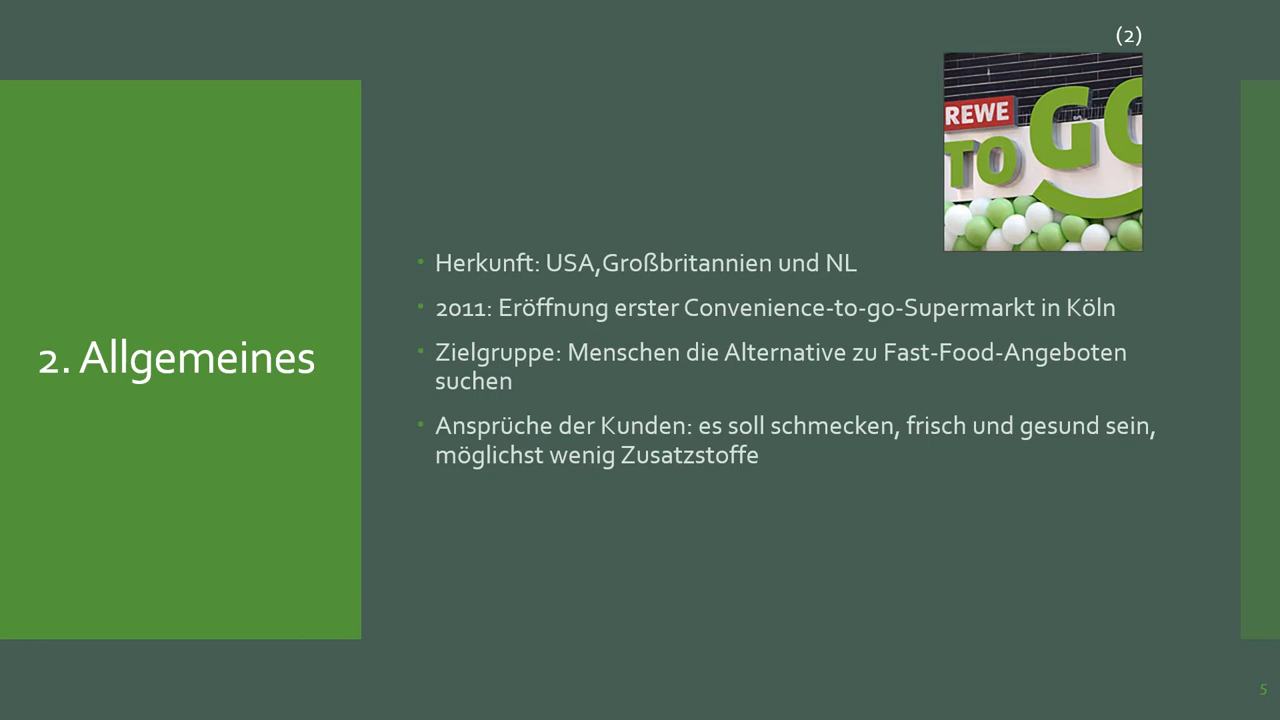 (2)
REWE
TO GO
2. Allgemeines
• Herkunft: USA,Großbritannien und NL
• 2011: Eröffnung erster Convenience-to-go-Supermarkt in Köln
• Zielgruppe: Menschen die Alternative zu Fast-Food-Angeboten
suchen
• Ansprüche der Kunden: es soll schmecken, frisch und gesund sein,
möglichst wenig Zusatzstoffe
5